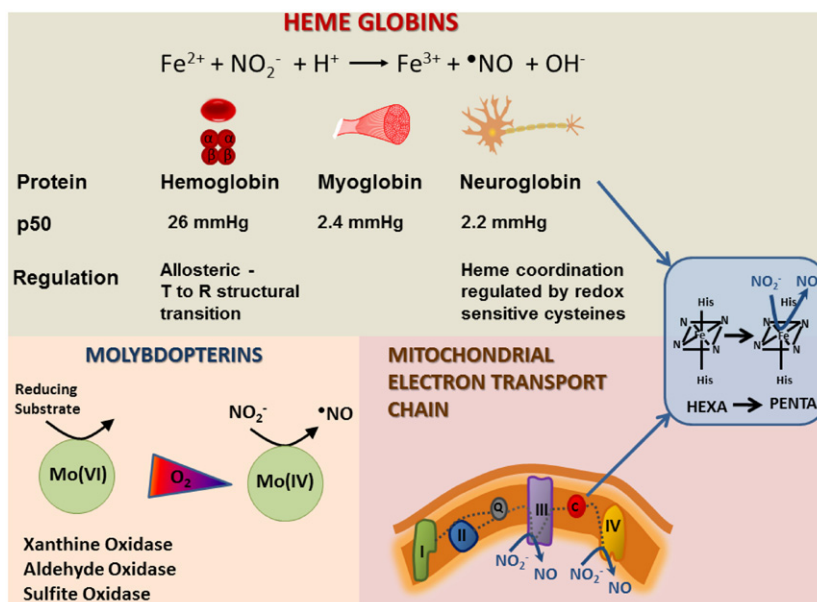 HEME GLOBINS
Fe²⁺ + NO₂⁻ + H⁺ ⟶ Fe³⁺ + •NO + OH⁻
α α
β β
Protein Hemoglobin Myoglobin Neuroglobin
p50 26 mmHg 2.4 mmHg 2.2 mmHg
Regulation Allosteric - Heme coordination
T to R structural regulated by redox
transition sensitive cysteines
NO₂⁻ NO
His His
N N N N
Fe Fe
N N N N
His His
HEXA PENTA
MOLYBDOPTERINS
Reducing
Substrate
NO₂⁻ •NO
Mo(VI) O₂ Mo(IV)
Xanthine Oxidase
Aldehyde Oxidase
Sulfite Oxidase
MITOCHONDRIAL
ELECTRON TRANSPORT
CHAIN
I II Q III C IV
NO₂⁻ NO NO₂⁻ NO